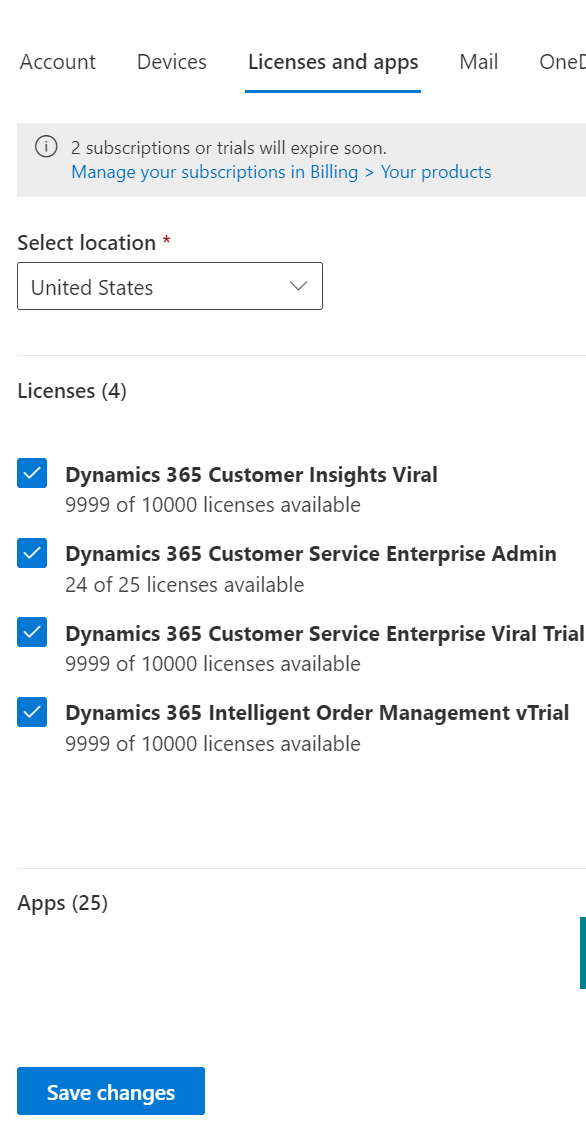 Account Devices Licenses and apps Mail OneD
2 subscriptions or trials will expire soon.
Manage your subscriptions in Billing > Your products
Select location *
United States
Licenses (4)
Dynamics 365 Customer Insights Viral
9999 of 10000 licenses available
Dynamics 365 Customer Service Enterprise Admin
24 of 25 licenses available
Dynamics 365 Customer Service Enterprise Viral Trial
9999 of 10000 licenses available
Dynamics 365 Intelligent Order Management vTrial
9999 of 10000 licenses available
Apps (25)
Save changes